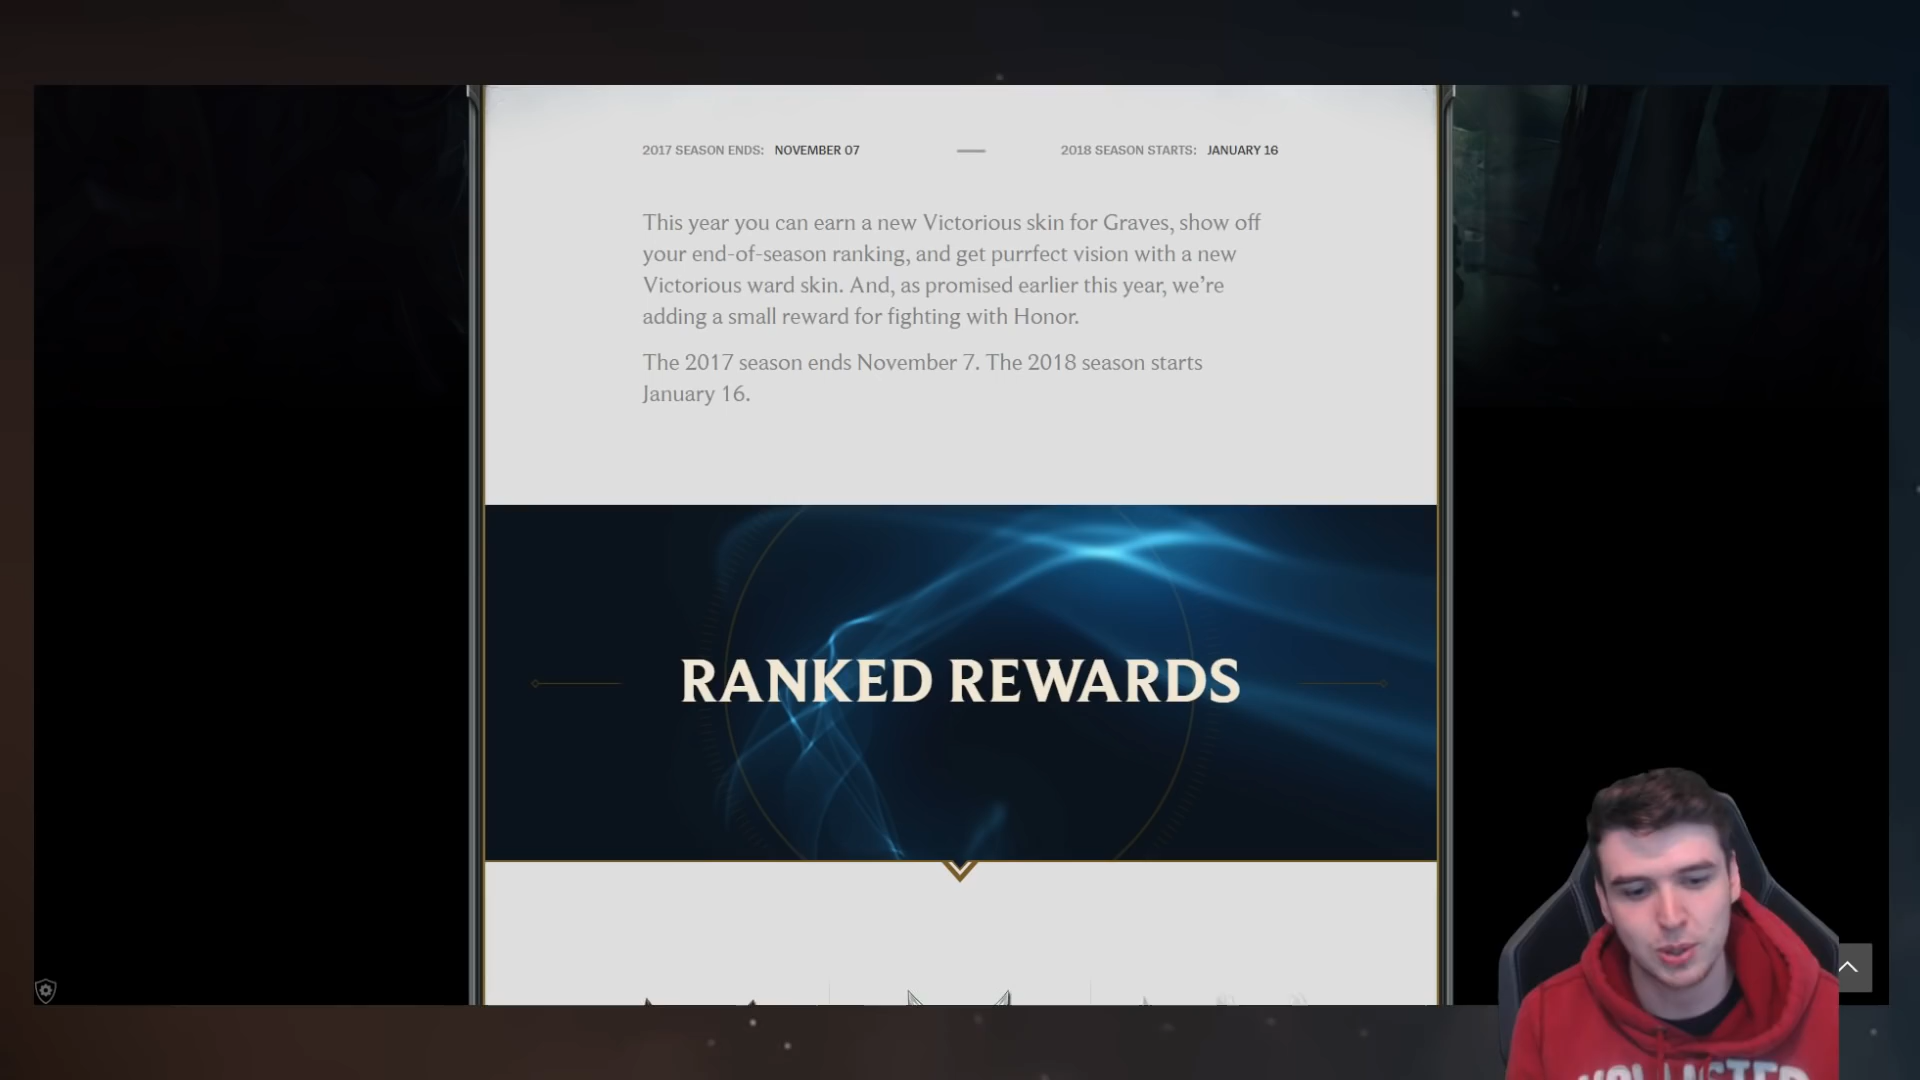 2017 SEASON ENDS: NOVEMBER 07 — 2018 SEASON STARTS: JANUARY 16
This year you can earn a new Victorious skin for Graves, show off
your end-of-season ranking, and get purrfect vision with a new
Victorious ward skin. And, as promised earlier this year, we’re
adding a small reward for fighting with Honor.
The 2017 season ends November 7. The 2018 season starts
January 16.
RANKED REWARDS